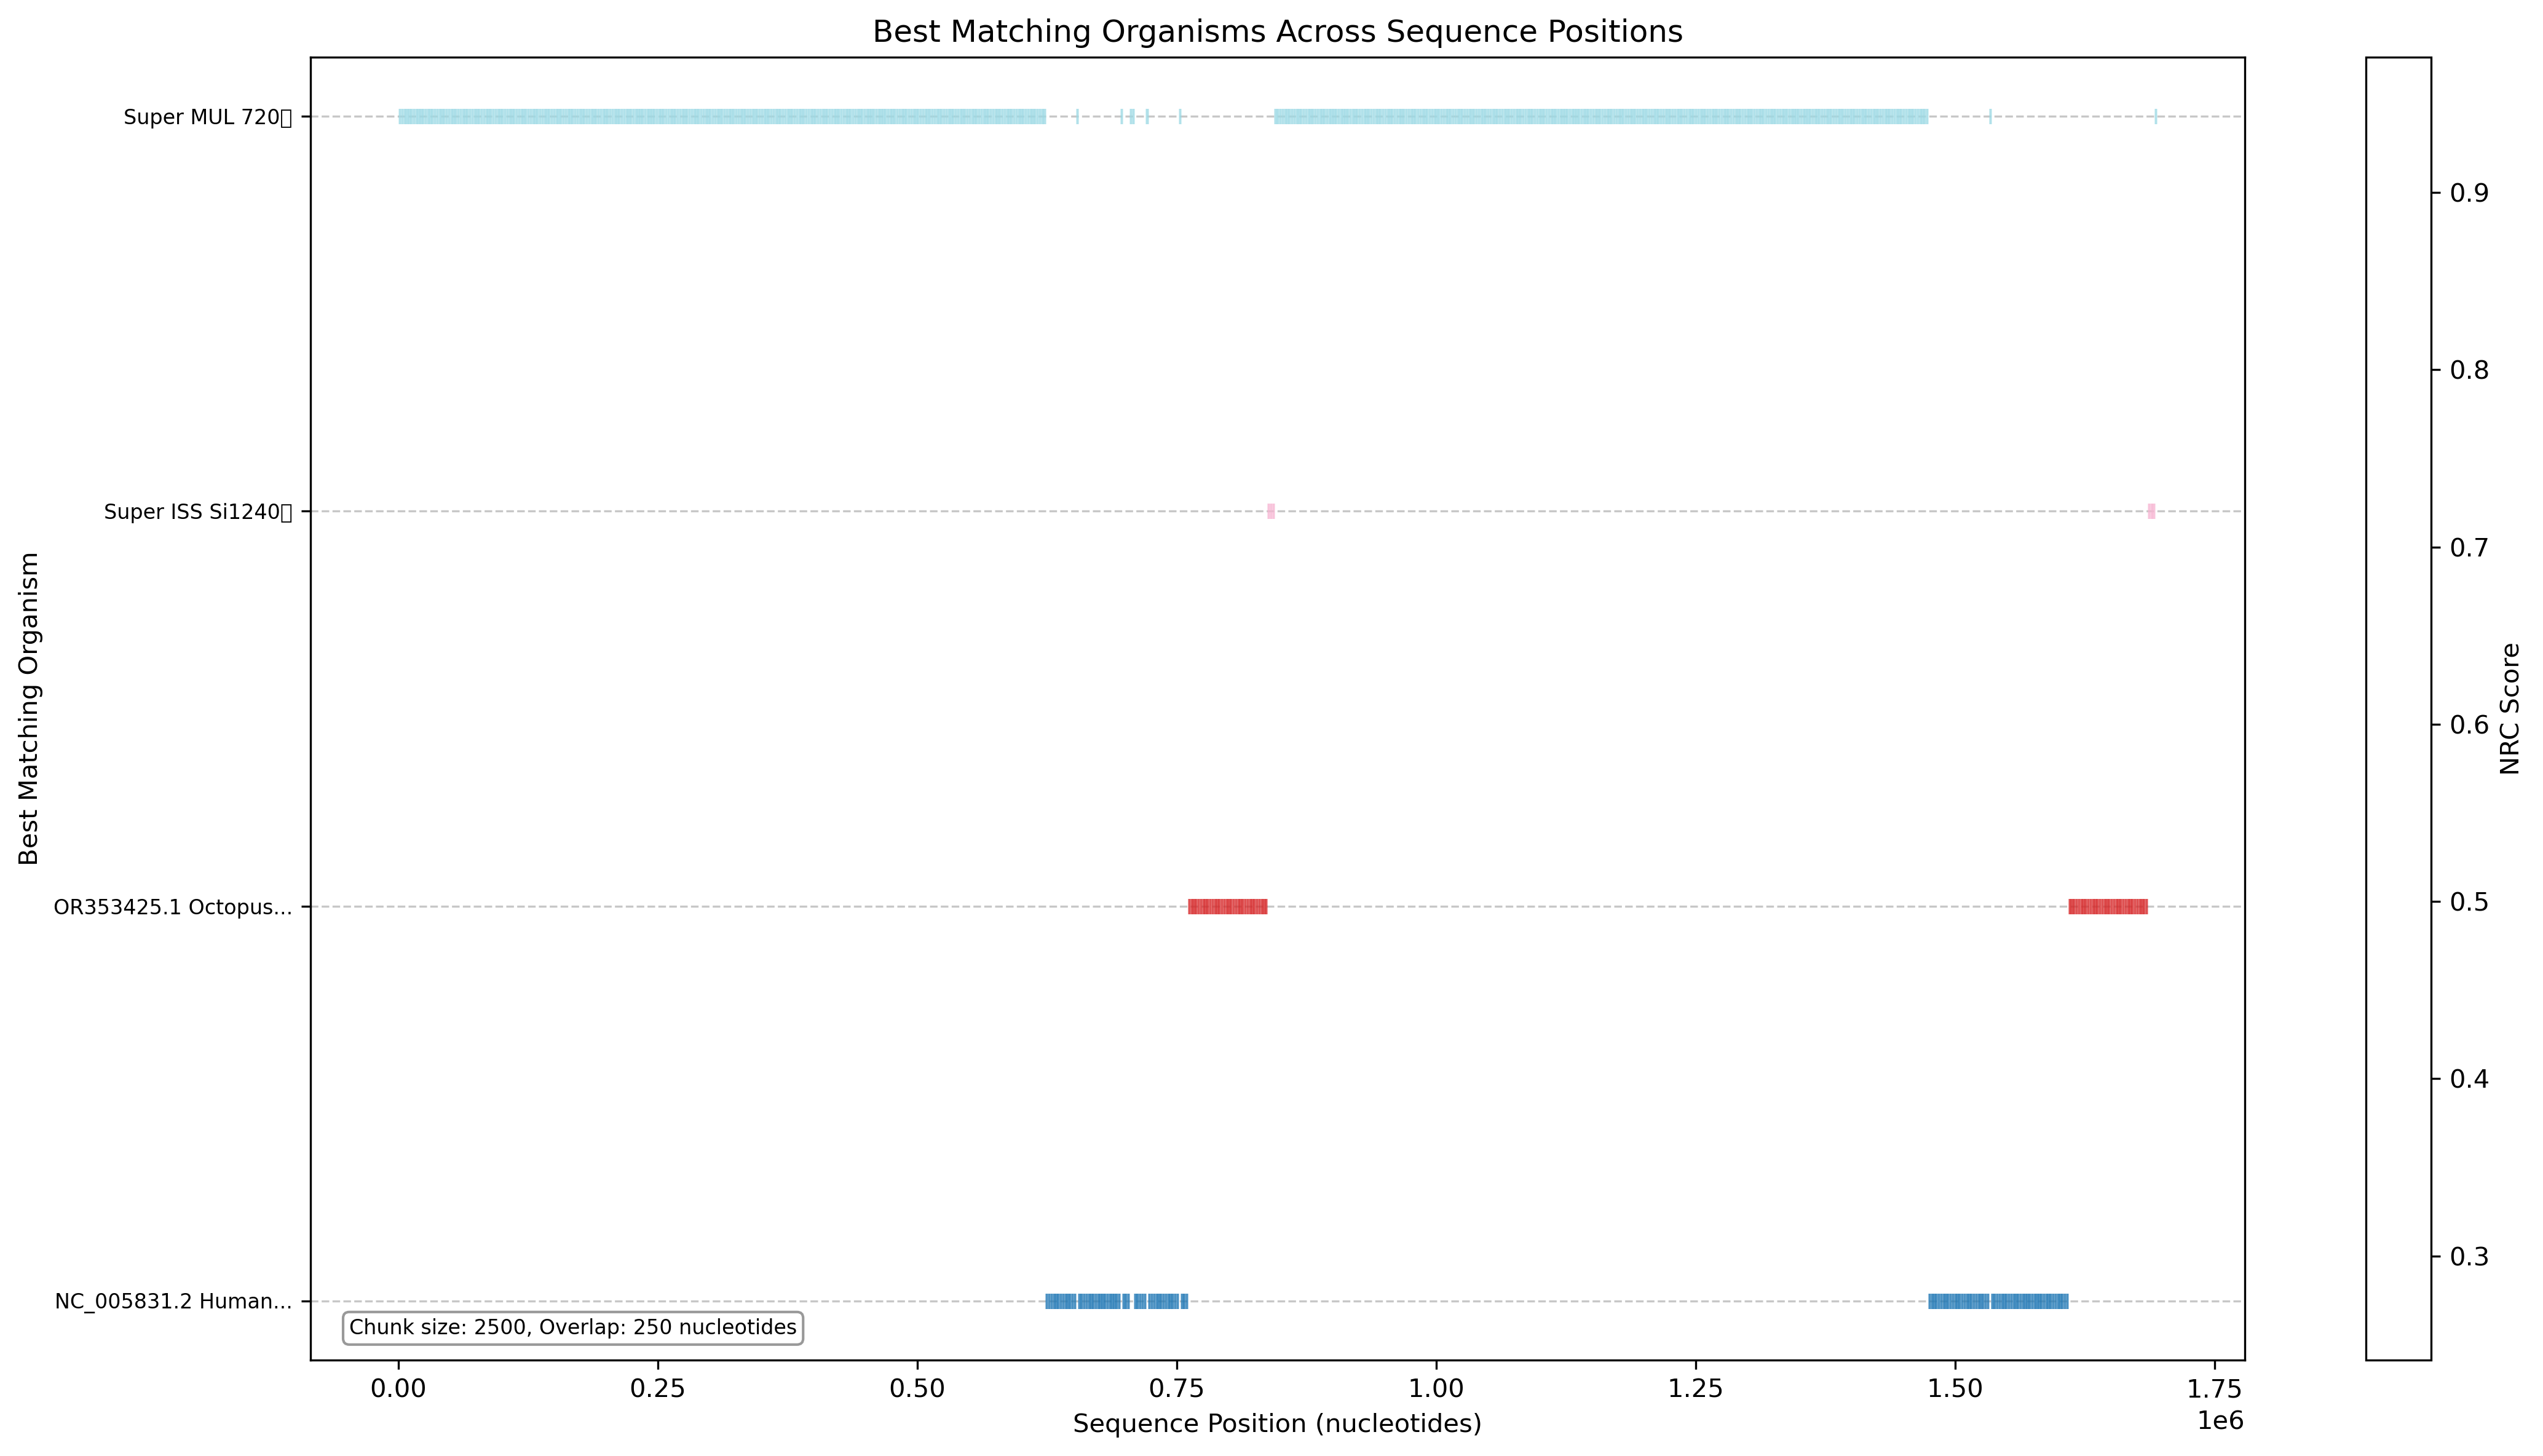 Best Matching Organisms Across Sequence Positions
Best Matching Organism
Super MUL 720
Super ISS Si1240
OR353425.1 Octopus...
NC_005831.2 Human...
Chunk size: 2500, Overlap: 250 nucleotides
0.00 0.25 0.50 0.75 1.00 1.25 1.50 1.75
1e6
Sequence Position (nucleotides)
0.9
0.8
0.7
0.6
0.5
0.4
0.3
NRC Score